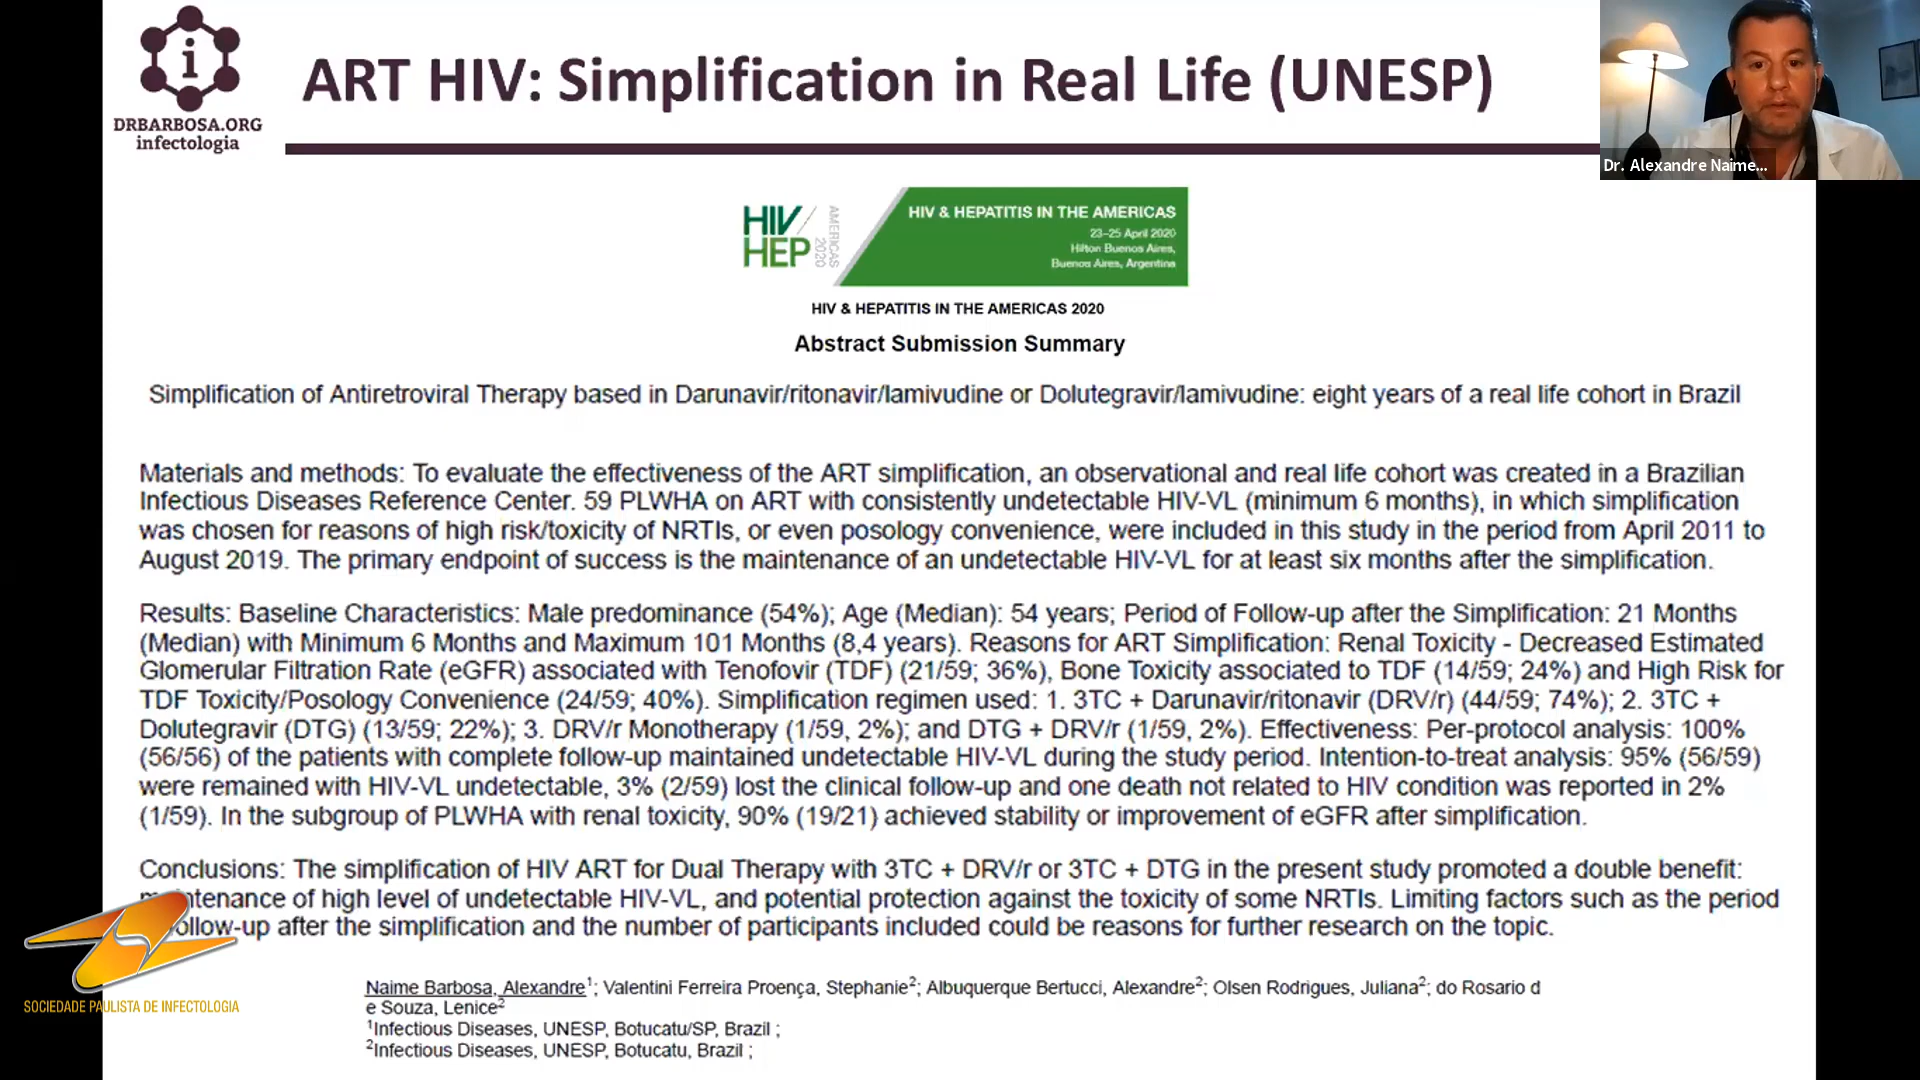 DRBARBOSA.ORG
infectologia
ART HIV: Simplification in Real Life (UNESP)
Dr. Alexandre Naime...
HIV/
HEP
AMERICAS
2020
HIV & HEPATITIS IN THE AMERICAS
23–25 April 2020
Hilton Buenos Aires,
Buenos Aires, Argentina
HIV & HEPATITIS IN THE AMERICAS 2020
Abstract Submission Summary
Simplification of Antiretroviral Therapy based in Darunavir/ritonavir/lamivudine or Dolutegravir/lamivudine: eight years of a real life cohort in Brazil
Materials and methods: To evaluate the effectiveness of the ART simplification, an observational and real life cohort was created in a Brazilian
Infectious Diseases Reference Center. 59 PLWHA on ART with consistently undetectable HIV-VL (minimum 6 months), in which simplification
was chosen for reasons of high risk/toxicity of NRTIs, or even posology convenience, were included in this study in the period from April 2011 to
August 2019. The primary endpoint of success is the maintenance of an undetectable HIV-VL for at least six months after the simplification.
Results: Baseline Characteristics: Male predominance (54%); Age (Median): 54 years; Period of Follow-up after the Simplification: 21 Months
(Median) with Minimum 6 Months and Maximum 101 Months (8,4 years). Reasons for ART Simplification: Renal Toxicity - Decreased Estimated
Glomerular Filtration Rate (eGFR) associated with Tenofovir (TDF) (21/59; 36%), Bone Toxicity associated to TDF (14/59; 24%) and High Risk for
TDF Toxicity/Posology Convenience (24/59; 40%). Simplification regimen used: 1. 3TC + Darunavir/ritonavir (DRV/r) (44/59; 74%); 2. 3TC +
Dolutegravir (DTG) (13/59; 22%); 3. DRV/r Monotherapy (1/59, 2%); and DTG + DRV/r (1/59, 2%). Effectiveness: Per-protocol analysis: 100%
(56/56) of the patients with complete follow-up maintained undetectable HIV-VL during the study period. Intention-to-treat analysis: 95% (56/59)
were remained with HIV-VL undetectable, 3% (2/59) lost the clinical follow-up and one death not related to HIV condition was reported in 2%
(1/59). In the subgroup of PLWHA with renal toxicity, 90% (19/21) achieved stability or improvement of eGFR after simplification.
Conclusions: The simplification of HIV ART for Dual Therapy with 3TC + DRV/r or 3TC + DTG in the present study promoted a double benefit:
of high level of undetectable HIV-VL, and potential protection against the toxicity of some NRTIs. Limiting factors such as the period
after the simplification and the number of participants included could be reasons for further research on the topic.
SOCIEDADE PAULISTA DE INFECTOLOGIA
Naime Barbosa, Alexandre¹; Valentini Ferreira Proença, Stephanie²; Albuquerque Bertucci, Alexandre²; Olsen Rodrigues, Juliana²; do Rosario d
e Souza, Lenice²
¹Infectious Diseases, UNESP, Botucatu/SP, Brazil ;
²Infectious Diseases, UNESP, Botucatu, Brazil ;